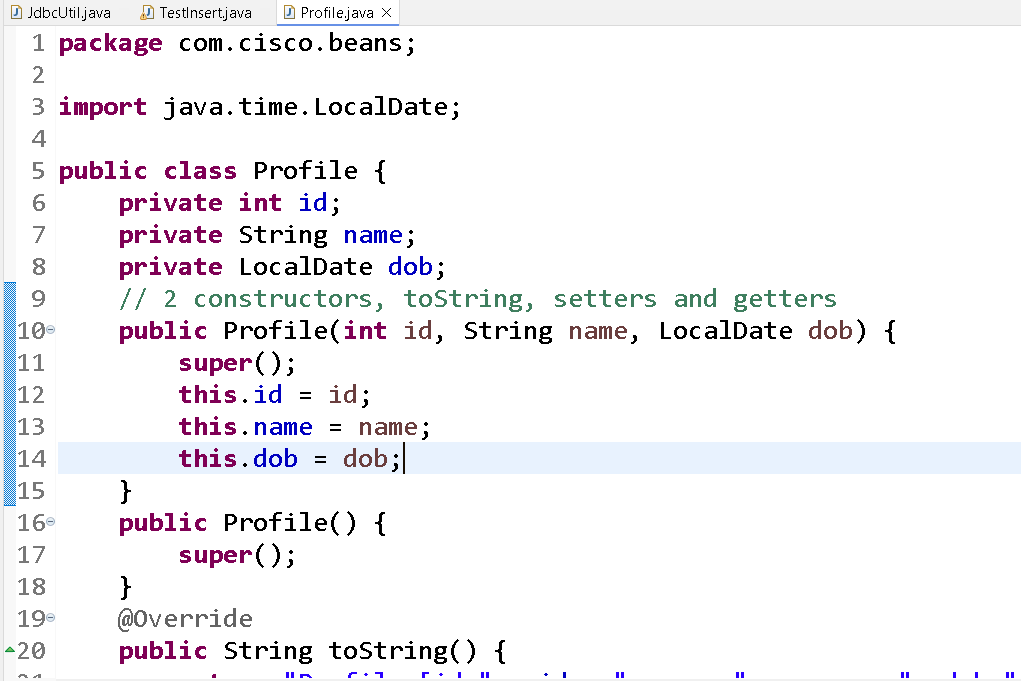 JdbcUtil.java TestInsert.java Profile.java
1 package com.cisco.beans;
2
3 import java.time.LocalDate;
4
5 public class Profile {
6 private int id;
7 private String name;
8 private LocalDate dob;
9 // 2 constructors, toString, setters and getters
10 public Profile(int id, String name, LocalDate dob) {
11 super();
12 this.id = id;
13 this.name = name;
14 this.dob = dob;
15 }
16 public Profile() {
17 super();
18 }
19 @Override
20 public String toString() {